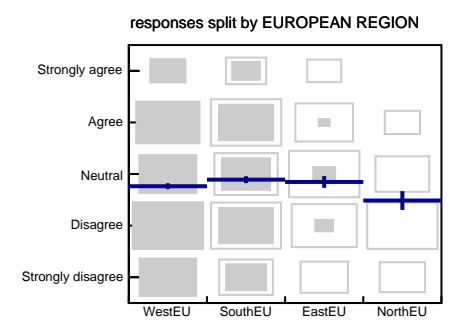 responses split by EUROPEAN REGION
Strongly agree
Agree
Neutral
Disagree
Strongly disagree
WestEU SouthEU EastEU NorthEU